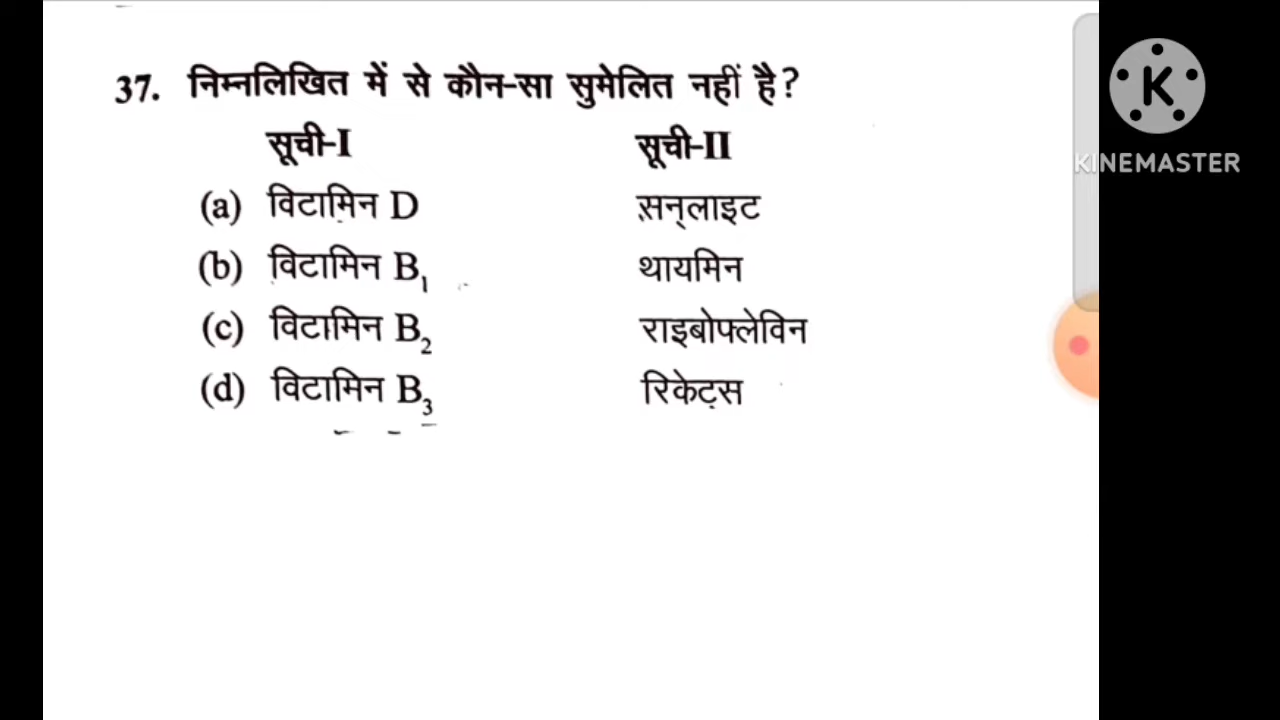 37. निम्नलिखित में से कौन-सा सुमेलित नहीं है?
सूची-I सूची-II
(a) विटामिन D सन्लाइट
(b) विटामिन B₁ थायमिन
(c) विटामिन B₂ राइबोफ्लेविन
(d) विटामिन B₃ रिकेट्स
K
KINEMASTER